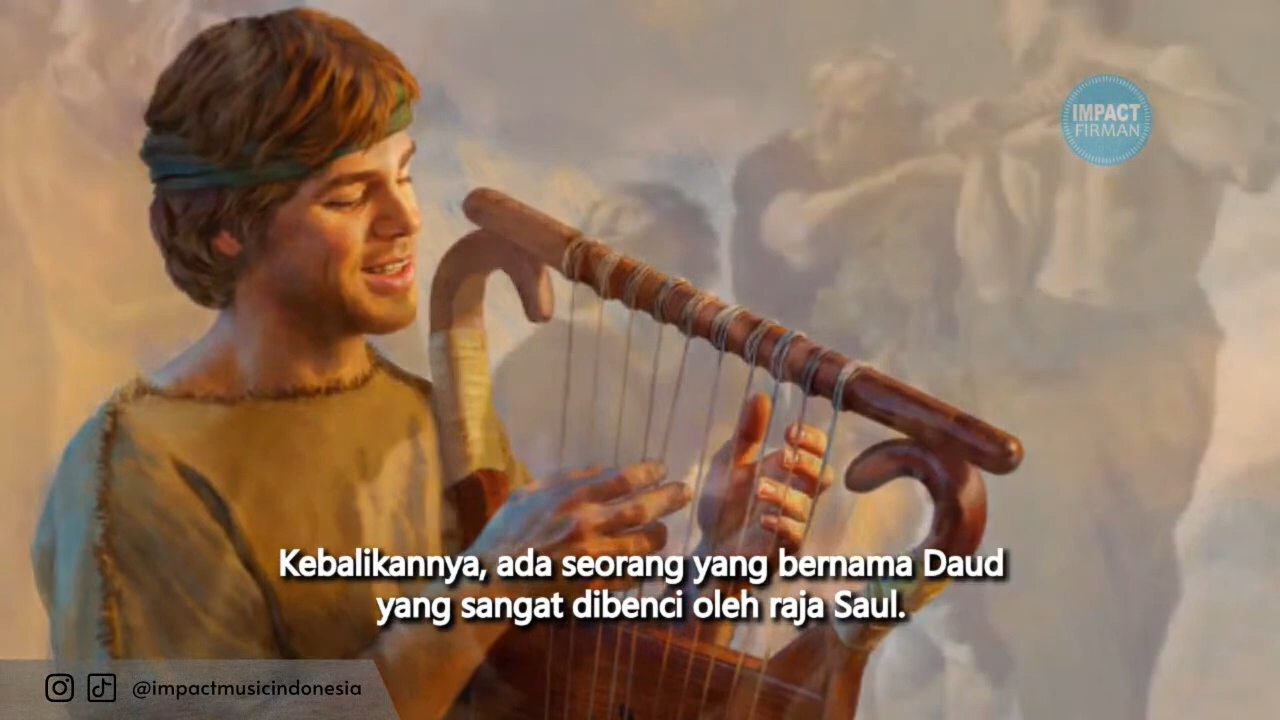 IMPACT
FIRMAN
Kebalikannya, ada seorang yang bernama Daud
yang sangat dibenci oleh raja Saul.
@impactmusicindonesia